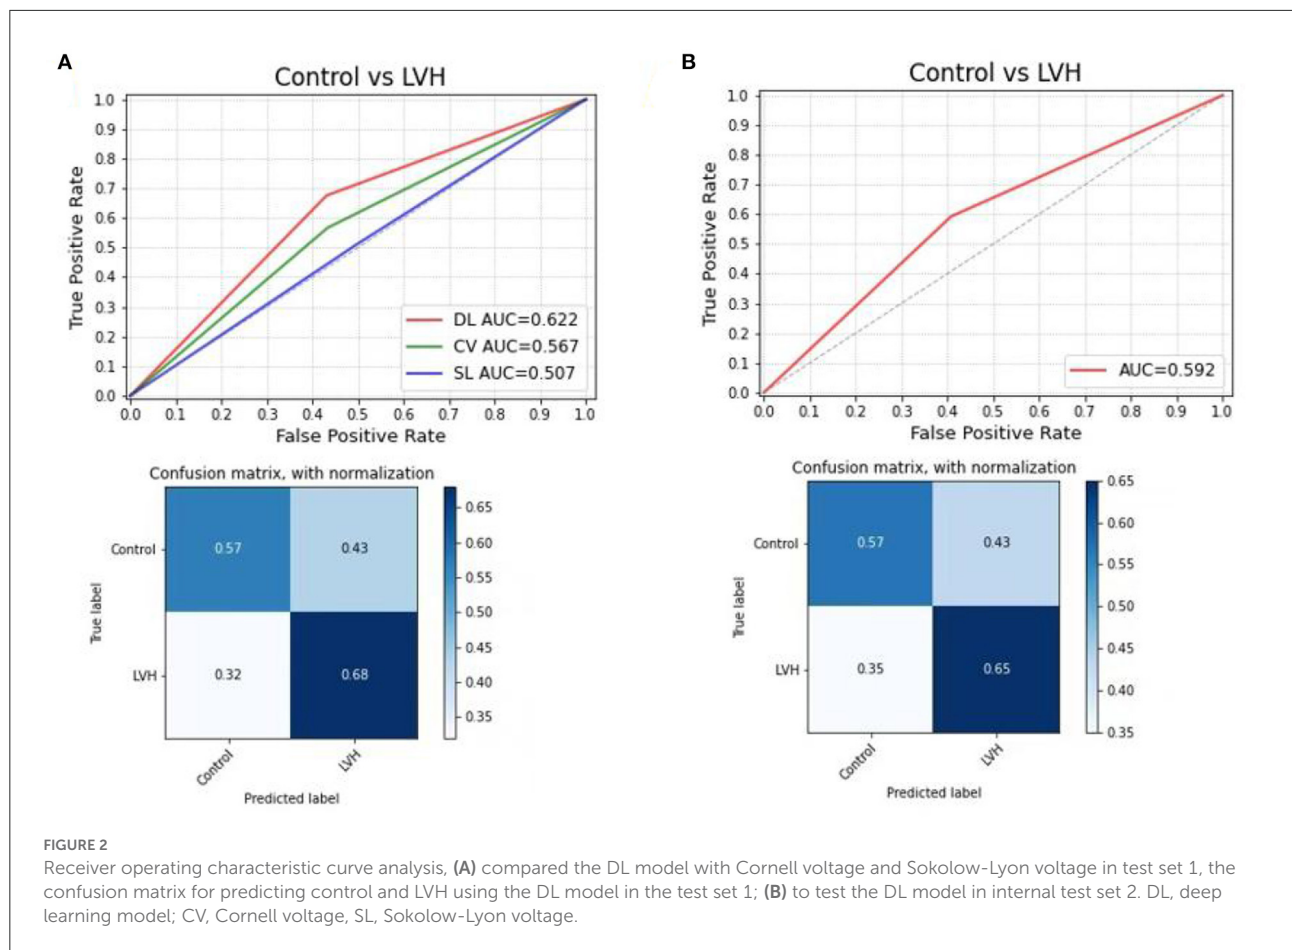 A
Control vs LVH
1.0
0.9
0.8
0.7
0.6
0.5
0.4
0.3
0.2
0.1
0.0
True Positive Rate
DL AUC=0.622
CV AUC=0.567
SL AUC=0.507
0.0 0.1 0.2 0.3 0.4 0.5 0.6 0.7 0.8 0.9 1.0
False Positive Rate
Confusion matrix, with normalization
Control
LVH
True label
0.57 0.43
0.32 0.68
0.65
0.60
0.55
0.50
0.45
0.40
0.35
Control LVH
Predicted label
B
Control vs LVH
1.0
0.9
0.8
0.7
0.6
0.5
0.4
0.3
0.2
0.1
0.0
True Positive Rate
AUC=0.592
0.0 0.1 0.2 0.3 0.4 0.5 0.6 0.7 0.8 0.9 1.0
False Positive Rate
Confusion matrix, with normalization
Control
LVH
True label
0.57 0.43
0.35 0.65
0.65
0.60
0.55
0.50
0.45
0.40
0.35
Control LVH
Predicted label
FIGURE 2
Receiver operating characteristic curve analysis, (A) compared the DL model with Cornell voltage and Sokolow-Lyon voltage in test set 1, the
confusion matrix for predicting control and LVH using the DL model in the test set 1; (B) to test the DL model in internal test set 2. DL, deep
learning model; CV, Cornell voltage, SL, Sokolow-Lyon voltage.